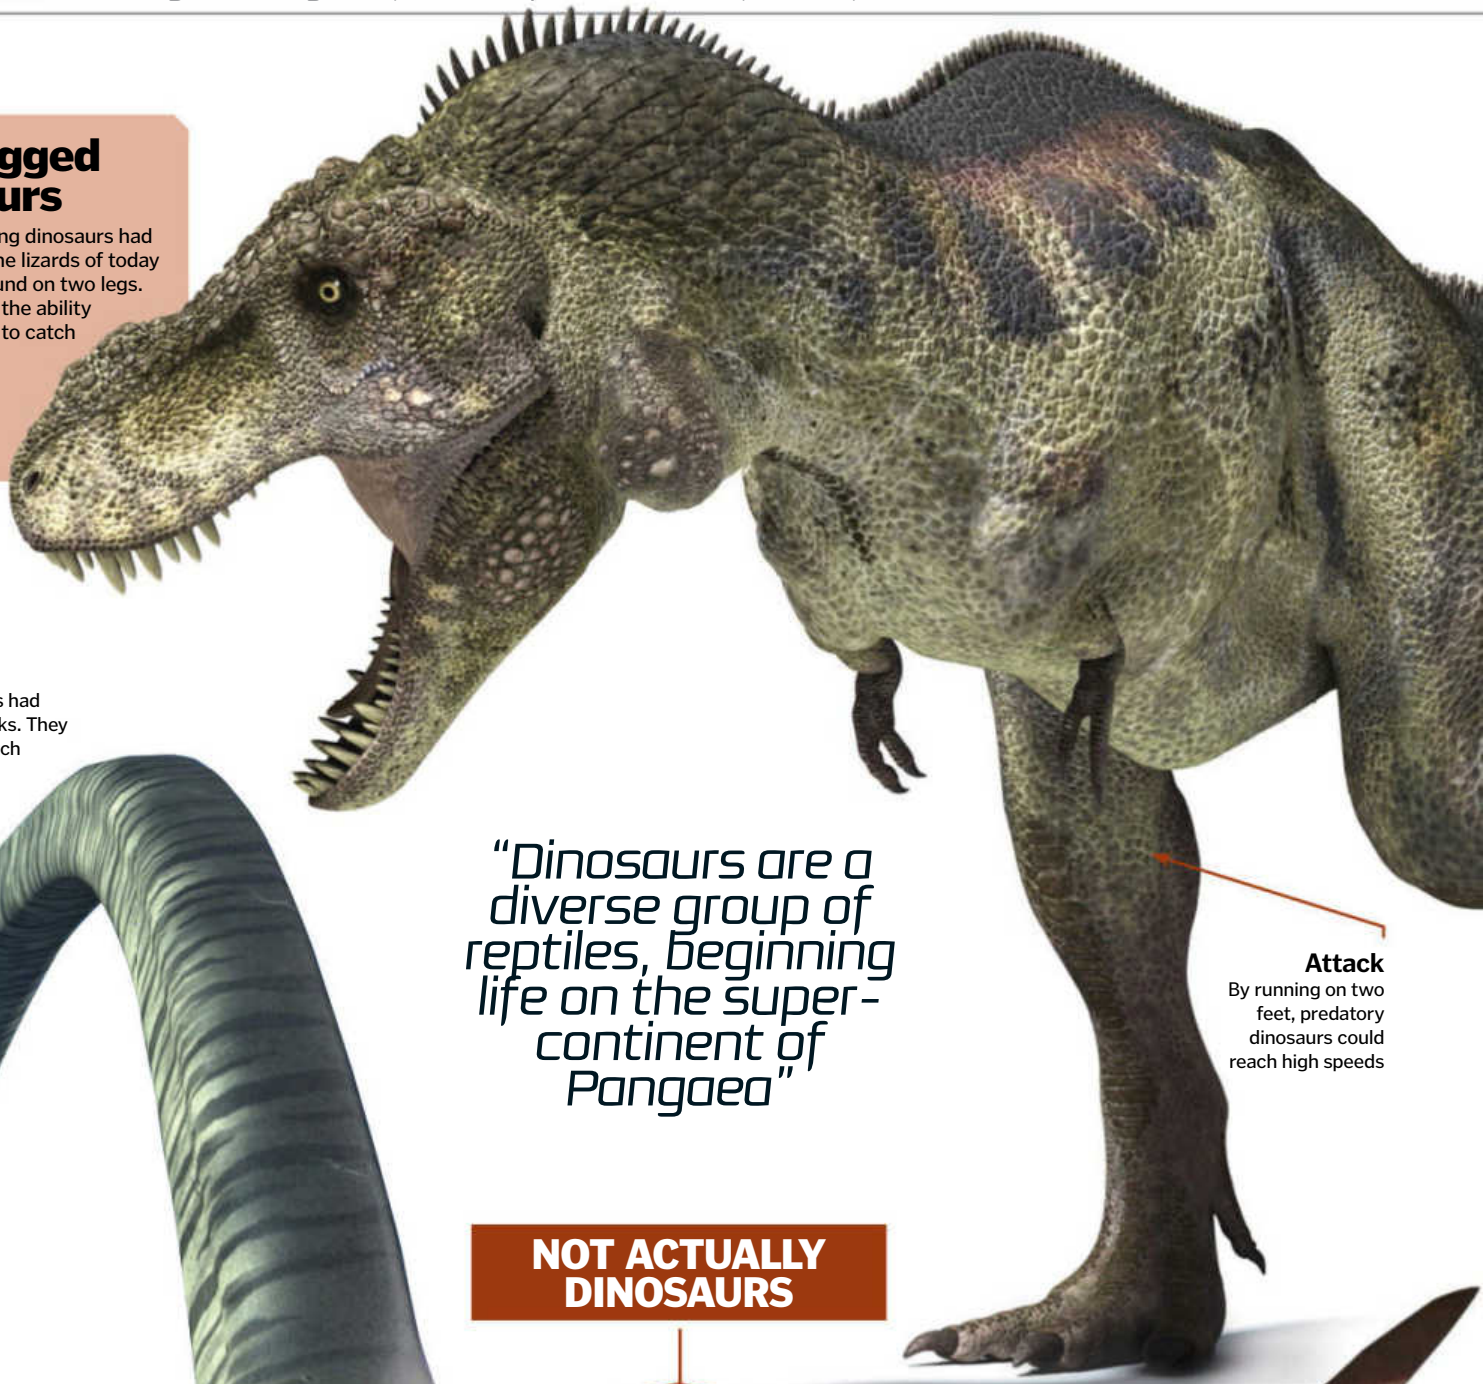 gged
urs
ng dinosaurs had
ne lizards of today
und on two legs.
the ability
to catch
s had
ks. They
ch
“Dinosaurs are a
diverse group of
reptiles, beginning
life on the super-
continent of
Pangaea”
Attack
By running on two
feet, predatory
dinosaurs could
reach high speeds
NOT ACTUALLY
DINOSAURS